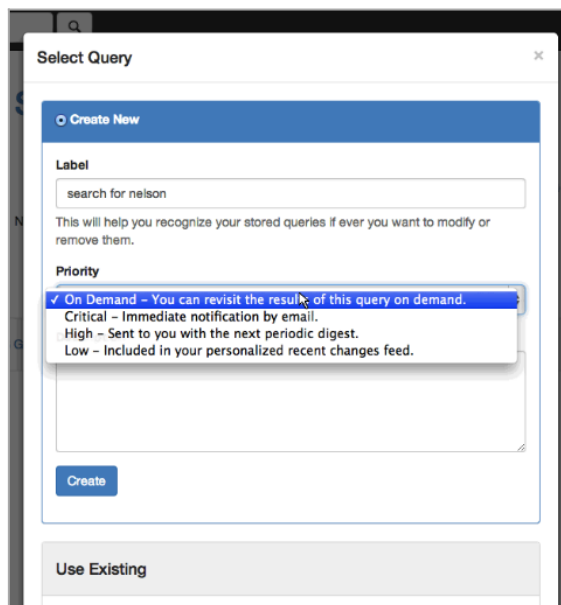 Select Query
×
Create New
Label
search for nelson
This will help you recognize your stored queries if ever you want to modify or
remove them.
Priority
✓ On Demand – You can revisit the results of this query on demand.
Critical – Immediate notification by email.
High – Sent to you with the next periodic digest.
Low – Included in your personalized recent changes feed.
Create
Use Existing